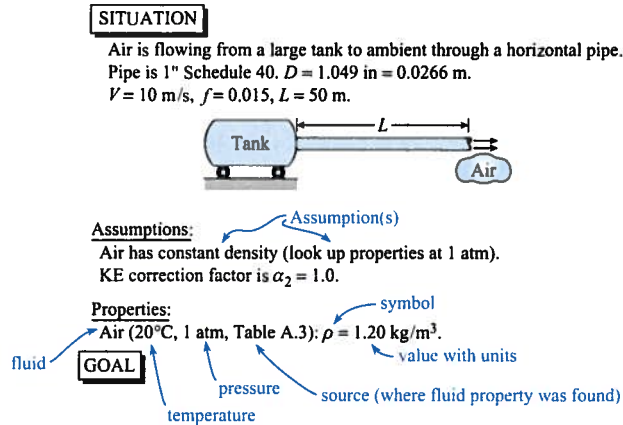 SITUATION
Air is flowing from a large tank to ambient through a horizontal pipe.
Pipe is 1" Schedule 40. D = 1.049 in = 0.0266 m.
V = 10 m/s, f = 0.015, L = 50 m.
L
Tank
Air
Assumption(s)
Assumptions:
Air has constant density (look up properties at 1 atm).
KE correction factor is α₂ = 1.0.
symbol
Properties:
Air (20°C, 1 atm, Table A.3): ρ = 1.20 kg/m³.
value with units
fluid
GOAL
pressure
source (where fluid property was found)
temperature